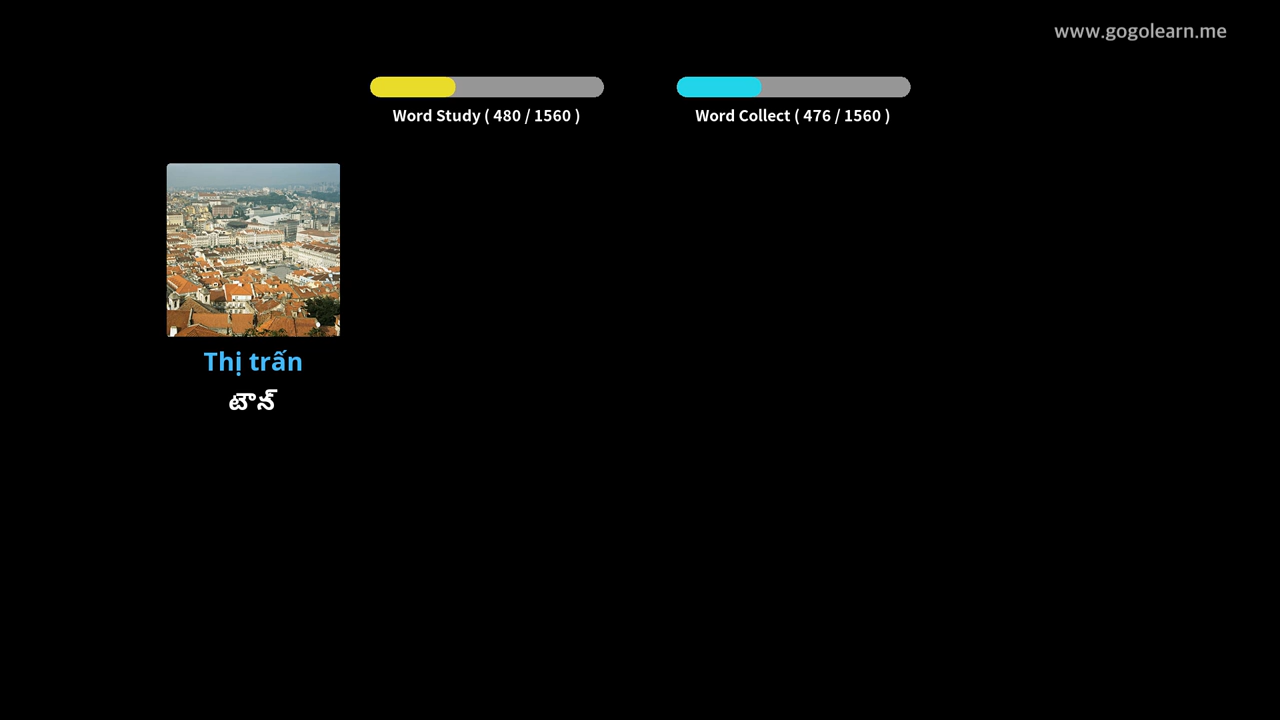 www.gogolearn.me
Word Study ( 480 / 1560 )
Word Collect ( 476 / 1560 )
Thị trấn
టౌన్